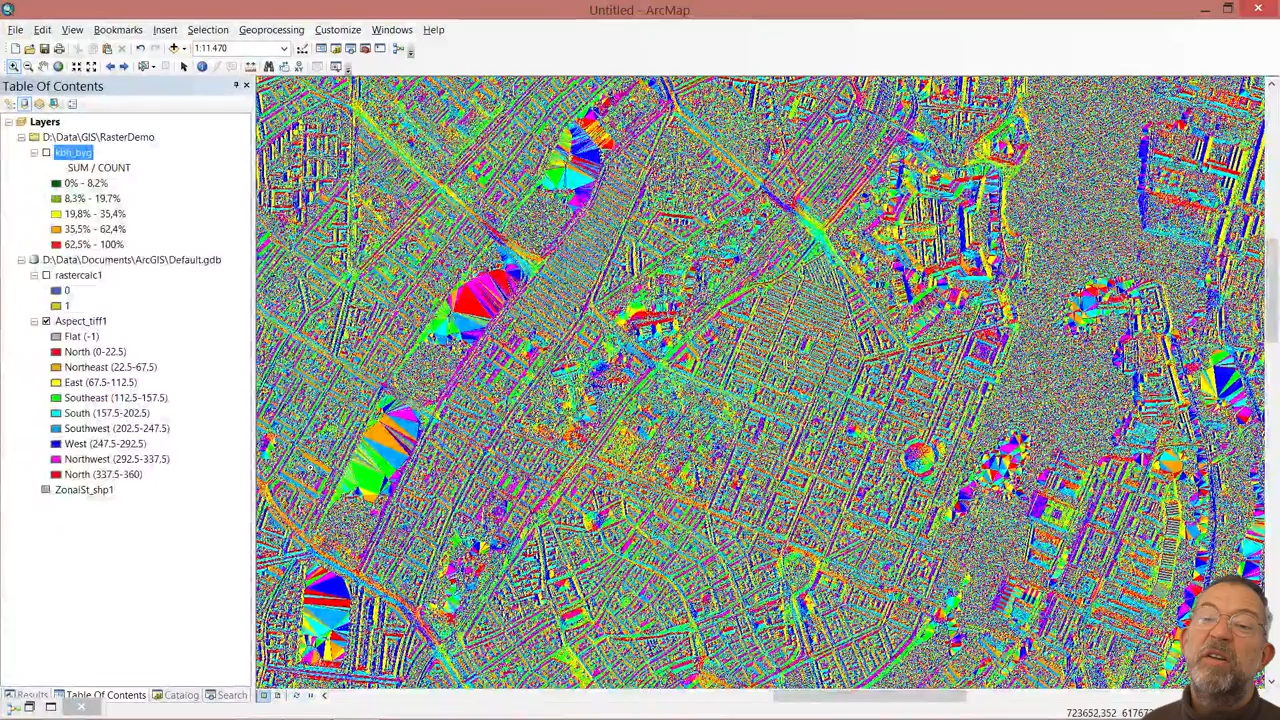 Untitled - ArcMap
File Edit View Bookmarks Insert Selection Geoprocessing Customize Windows Help
1:11.470
Table Of Contents
Layers
D:\Data\GIS\RasterDemo
kbh_byg
SUM / COUNT
0% - 8.2%
8,3% - 19.7%
19,8% - 35,4%
35,5% - 62,4%
62,5% - 100%
D:\Data\Documents\ArcGIS\Default.gdb
rastercalc1
0
1
Aspect_tiff1
Flat (-1)
North (0-22.5)
Northeast (22.5-67.5)
East (67.5-112.5)
Southeast (112.5-157.5)
South (157.5-202.5)
Southwest (202.5-247.5)
West (247.5-292.5)
Northwest (292.5-337.5)
North (337.5-360)
ZonalSt_shp1
Results Table Of Contents Catalog Search
723652,352